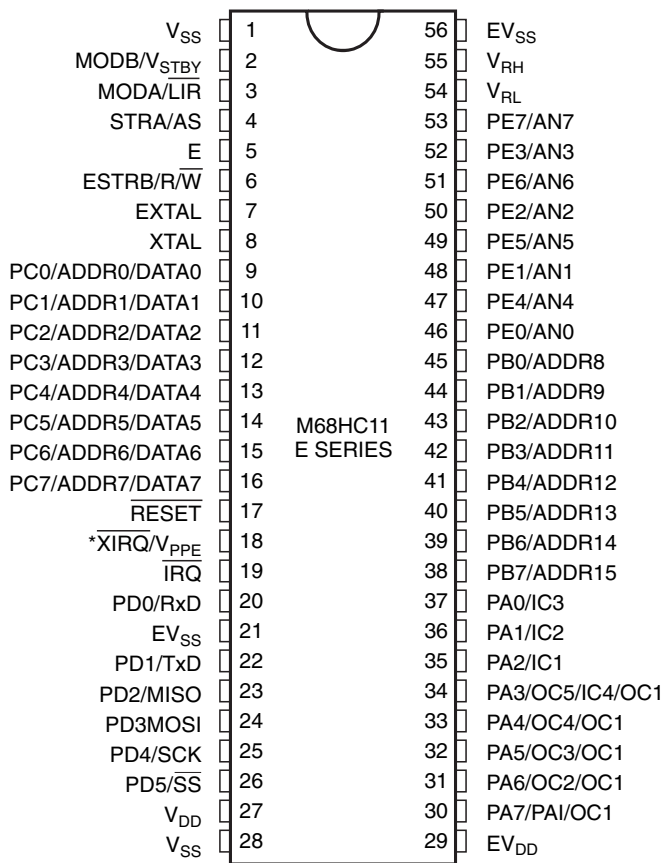 VSS 1 56 EVSS
MODB/VSTBY 2 55 VRH
MODA/LIR 3 54 VRL
STRA/AS 4 53 PE7/AN7
E 5 52 PE3/AN3
ESTRB/R/W 6 51 PE6/AN6
EXTAL 7 50 PE2/AN2
XTAL 8 49 PE5/AN5
PC0/ADDR0/DATA0 9 48 PE1/AN1
PC1/ADDR1/DATA1 10 47 PE4/AN4
PC2/ADDR2/DATA2 11 46 PE0/AN0
PC3/ADDR3/DATA3 12 45 PB0/ADDR8
PC4/ADDR4/DATA4 13 44 PB1/ADDR9
PC5/ADDR5/DATA5 14 M68HC11 43 PB2/ADDR10
PC6/ADDR6/DATA6 15 E SERIES 42 PB3/ADDR11
PC7/ADDR7/DATA7 16 41 PB4/ADDR12
RESET 17 40 PB5/ADDR13
*XIRQ/VPPE 18 39 PB6/ADDR14
IRQ 19 38 PB7/ADDR15
PD0/RxD 20 37 PA0/IC3
EVSS 21 36 PA1/IC2
PD1/TxD 22 35 PA2/IC1
PD2/MISO 23 34 PA3/OC5/IC4/OC1
PD3MOSI 24 33 PA4/OC4/OC1
PD4/SCK 25 32 PA5/OC3/OC1
PD5/SS 26 31 PA6/OC2/OC1
VDD 27 30 PA7/PAI/OC1
VSS 28 29 EVDD